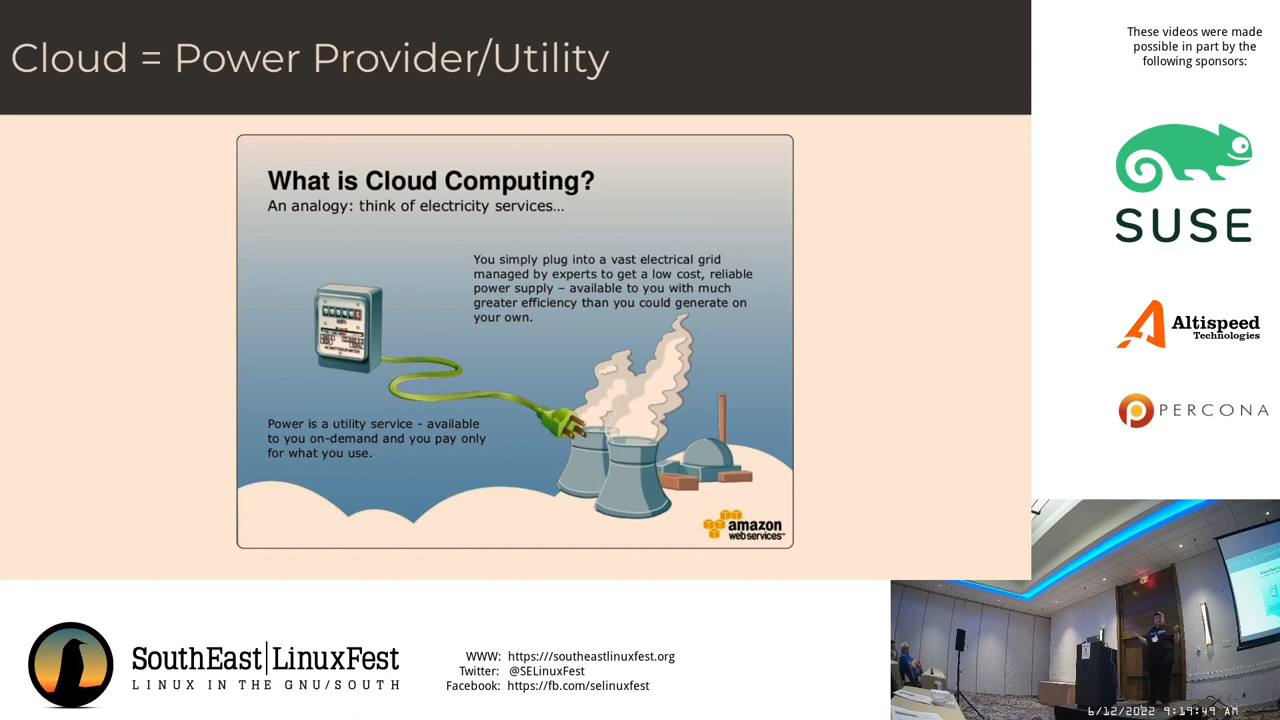 Cloud = Power Provider/Utility
These videos were made
possible in part by the
following sponsors:
What is Cloud Computing?
An analogy: think of electricity services...
You simply plug into a vast electrical grid
managed by experts to get a low cost, reliable
power supply – available to you with much
greater efficiency than you could generate on
your own.
Power is a utility service - available
to you on-demand and you pay only
for what you use.
amazon
webservices™
SUSE
Altispeed
Technologies
PERCONA
SouthEast|LinuxFest
LINUX IN THE GNU/SOUTH
WWW: https:///southeastlinuxfest.org
Twitter: @SELinuxFest
Facebook: https://fb.com/selinuxfest
6/12/2022 9:19:49 AM